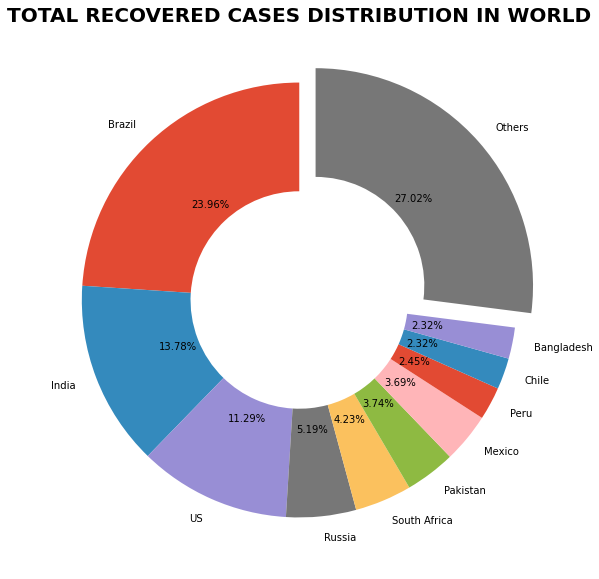 TOTAL RECOVERED CASES DISTRIBUTION IN WORLD
Brazil
Others
23.96%
27.02%
India
13.78%
US
11.29%
Russia
5.19%
South Africa
4.23%
Pakistan
3.74%
Mexico
3.69%
Peru
2.45%
Chile
2.32%
Bangladesh
2.32%